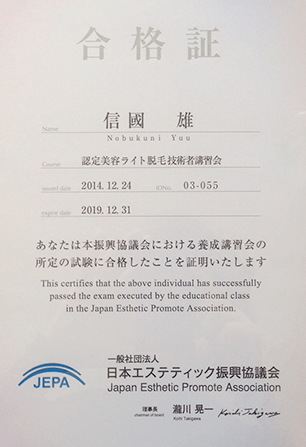 合格証
Name 信國 雄
Nobukuni Yuu
Course 認定美容ライト脱毛技術者講習会
record date 2014. 12. 24 ID.No. 03-055
expire date 2019. 12. 31
あなたは本振興協議会における養成講習会の
所定の試験に合格したことを証明いたします
This certifies that the above individual has successfully
passed the exam executed by the educational class
in the Japan Esthetic Promote Association.
JEPA
一般社団法人
日本エステティック振興協議会
Japan Esthetic Promote Association
理事長 瀧川 晃一
chairman of board Koihi Takigawa